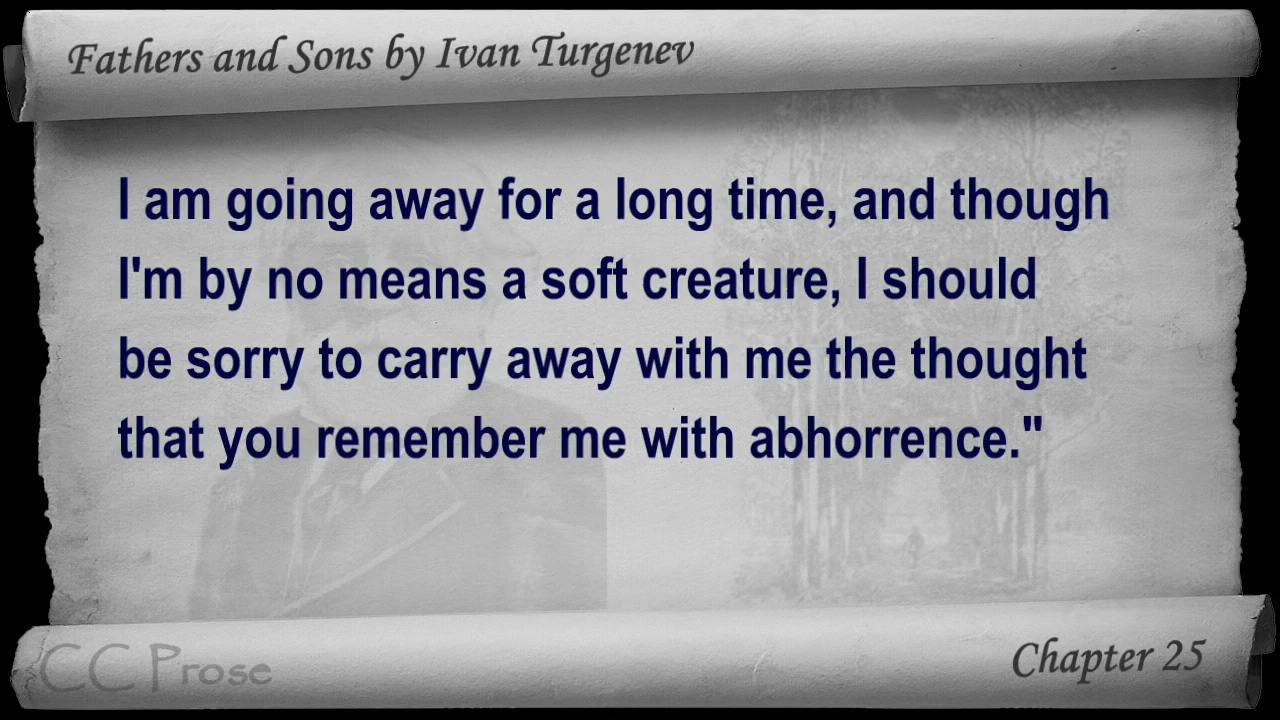 Fathers and Sons by Ivan Turgenev
I am going away for a long time, and though
I'm by no means a soft creature, I should
be sorry to carry away with me the thought
that you remember me with abhorrence."
CC Prose
Chapter 25